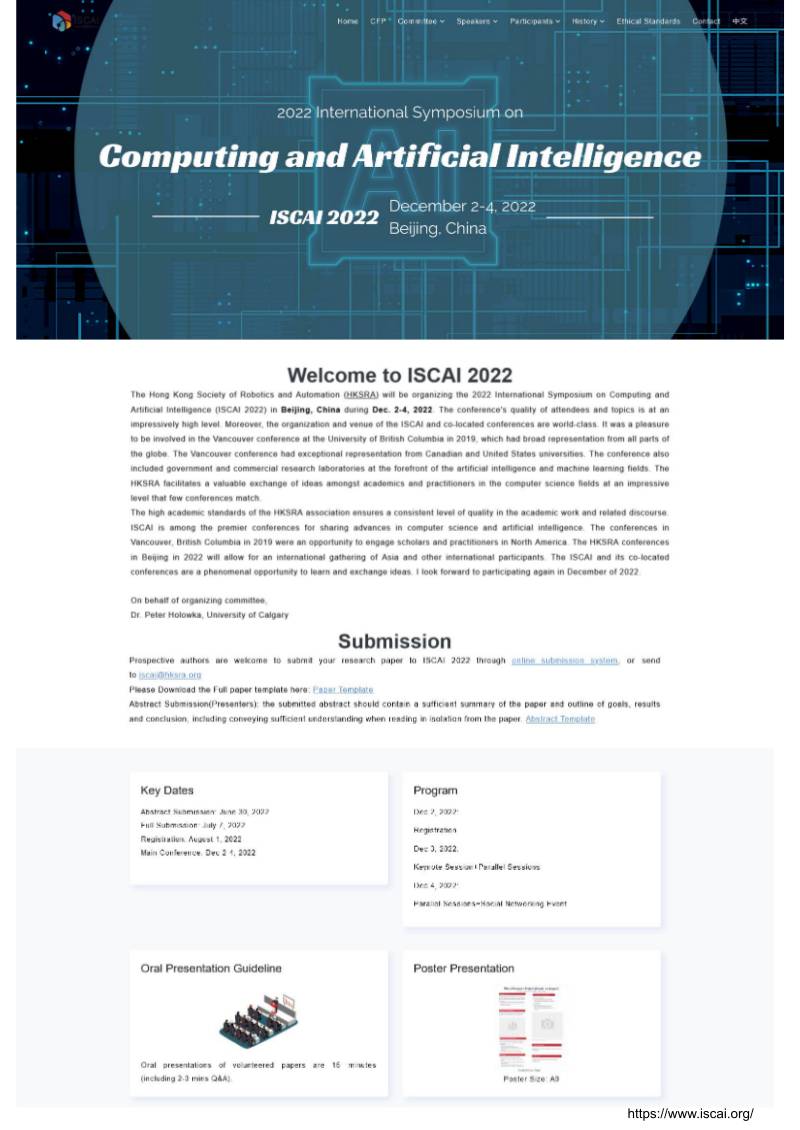 ISCAI
Home CFP Committee Speakers Participants History Ethical Standards Contact 中文
2022 International Symposium on
Computing and Artificial Intelligence
ISCAI 2022
December 2-4, 2022
Beijing, China
Welcome to ISCAI 2022
The Hong Kong Society of Robotics and Automation (HKSRA) will be organizing the 2022 International Symposium on Computing and
Artificial Intelligence (ISCAI 2022) in Beijing, China during Dec. 2-4, 2022. The conference's quality of attendees and topics is at an
impressively high level. Moreover, the organization and venue of the ISCAI and co-located conferences are world-class. It was a pleasure
to be involved in the Vancouver conference at the University of British Columbia in 2019, which had broad representation from all parts of
the globe. The Vancouver conference had exceptional representation from Canadian and United States universities. The conference also
included government and commercial research laboratories at the forefront of the artificial intelligence and machine learning fields. The
HKSRA facilitates a valuable exchange of ideas amongst academics and practitioners in the computer science fields at an impressive
level that few conferences match.
The high academic standards of the HKSRA association ensures a consistent level of quality in the academic work and related discourse.
ISCAI is among the premier conferences for sharing advances in computer science and artificial intelligence. The conferences in
Vancouver, British Columbia in 2019 were an opportunity to engage scholars and practitioners in North America. The HKSRA conferences
in Beijing in 2022 will allow for an international gathering of Asia and other international participants. The ISCAI and its co-located
conferences are a phenomenal opportunity to learn and exchange ideas. I look forward to participating again in December of 2022.
On behalf of organizing committee,
Dr. Peter Holowka, University of Calgary
Submission
Prospective authors are welcome to submit your research paper to ISCAI 2022 through online submission system, or send
to iscai@hksra.org
Please Download the Full paper template here: Paper Template
Abstract Submission(Presenters): the submitted abstract should contain a sufficient summary of the paper and outline of goals, results
and conclusion, including conveying sufficient understanding when reading in isolation from the paper. Abstract Template
Key Dates
Abstract Submission: June 30, 2022
Full Submission: July 7, 2022
Registration: August 1, 2022
Main Conference: Dec 2-4, 2022
Program
Dec 2, 2022:
Registration
Dec 3, 2022:
Keynote Session+Parallel Sessions
Dec 4, 2022:
Parallel Sessions+Social Networking Event
Oral Presentation Guideline
Oral presentations of volunteered papers are 15 minutes
(including 2-3 mins Q&A).
Poster Presentation
Poster Size: A3
https://www.iscai.org/